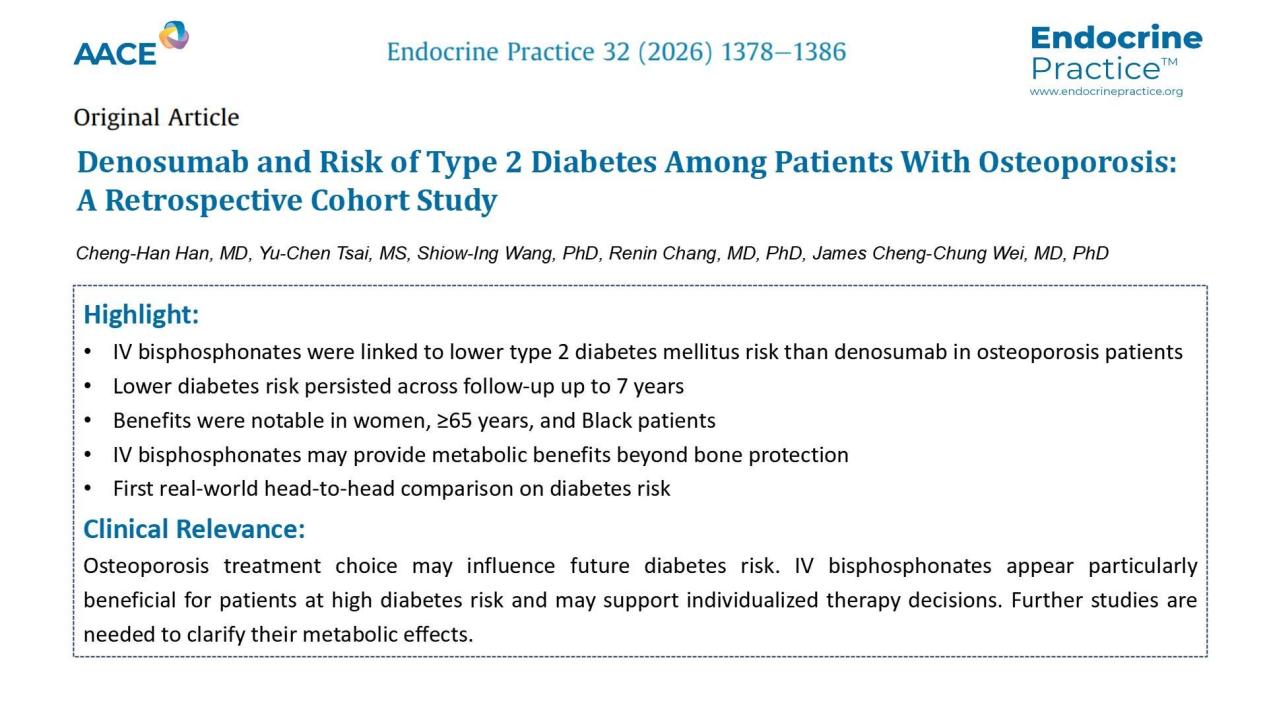 AACE
Endocrine Practice 32 (2026) 1378–1386
Endocrine
Practice™
www.endocrinepractice.org
Original Article
Denosumab and Risk of Type 2 Diabetes Among Patients With Osteoporosis:
A Retrospective Cohort Study
Cheng-Han Han, MD, Yu-Chen Tsai, MS, Shiow-Ing Wang, PhD, Renin Chang, MD, PhD, James Cheng-Chung Wei, MD, PhD
Highlight:
• IV bisphosphonates were linked to lower type 2 diabetes mellitus risk than denosumab in osteoporosis patients
• Lower diabetes risk persisted across follow-up up to 7 years
• Benefits were notable in women, ≥65 years, and Black patients
• IV bisphosphonates may provide metabolic benefits beyond bone protection
• First real-world head-to-head comparison on diabetes risk
Clinical Relevance:
Osteoporosis treatment choice may influence future diabetes risk. IV bisphosphonates appear particularly
beneficial for patients at high diabetes risk and may support individualized therapy decisions. Further studies are
needed to clarify their metabolic effects.